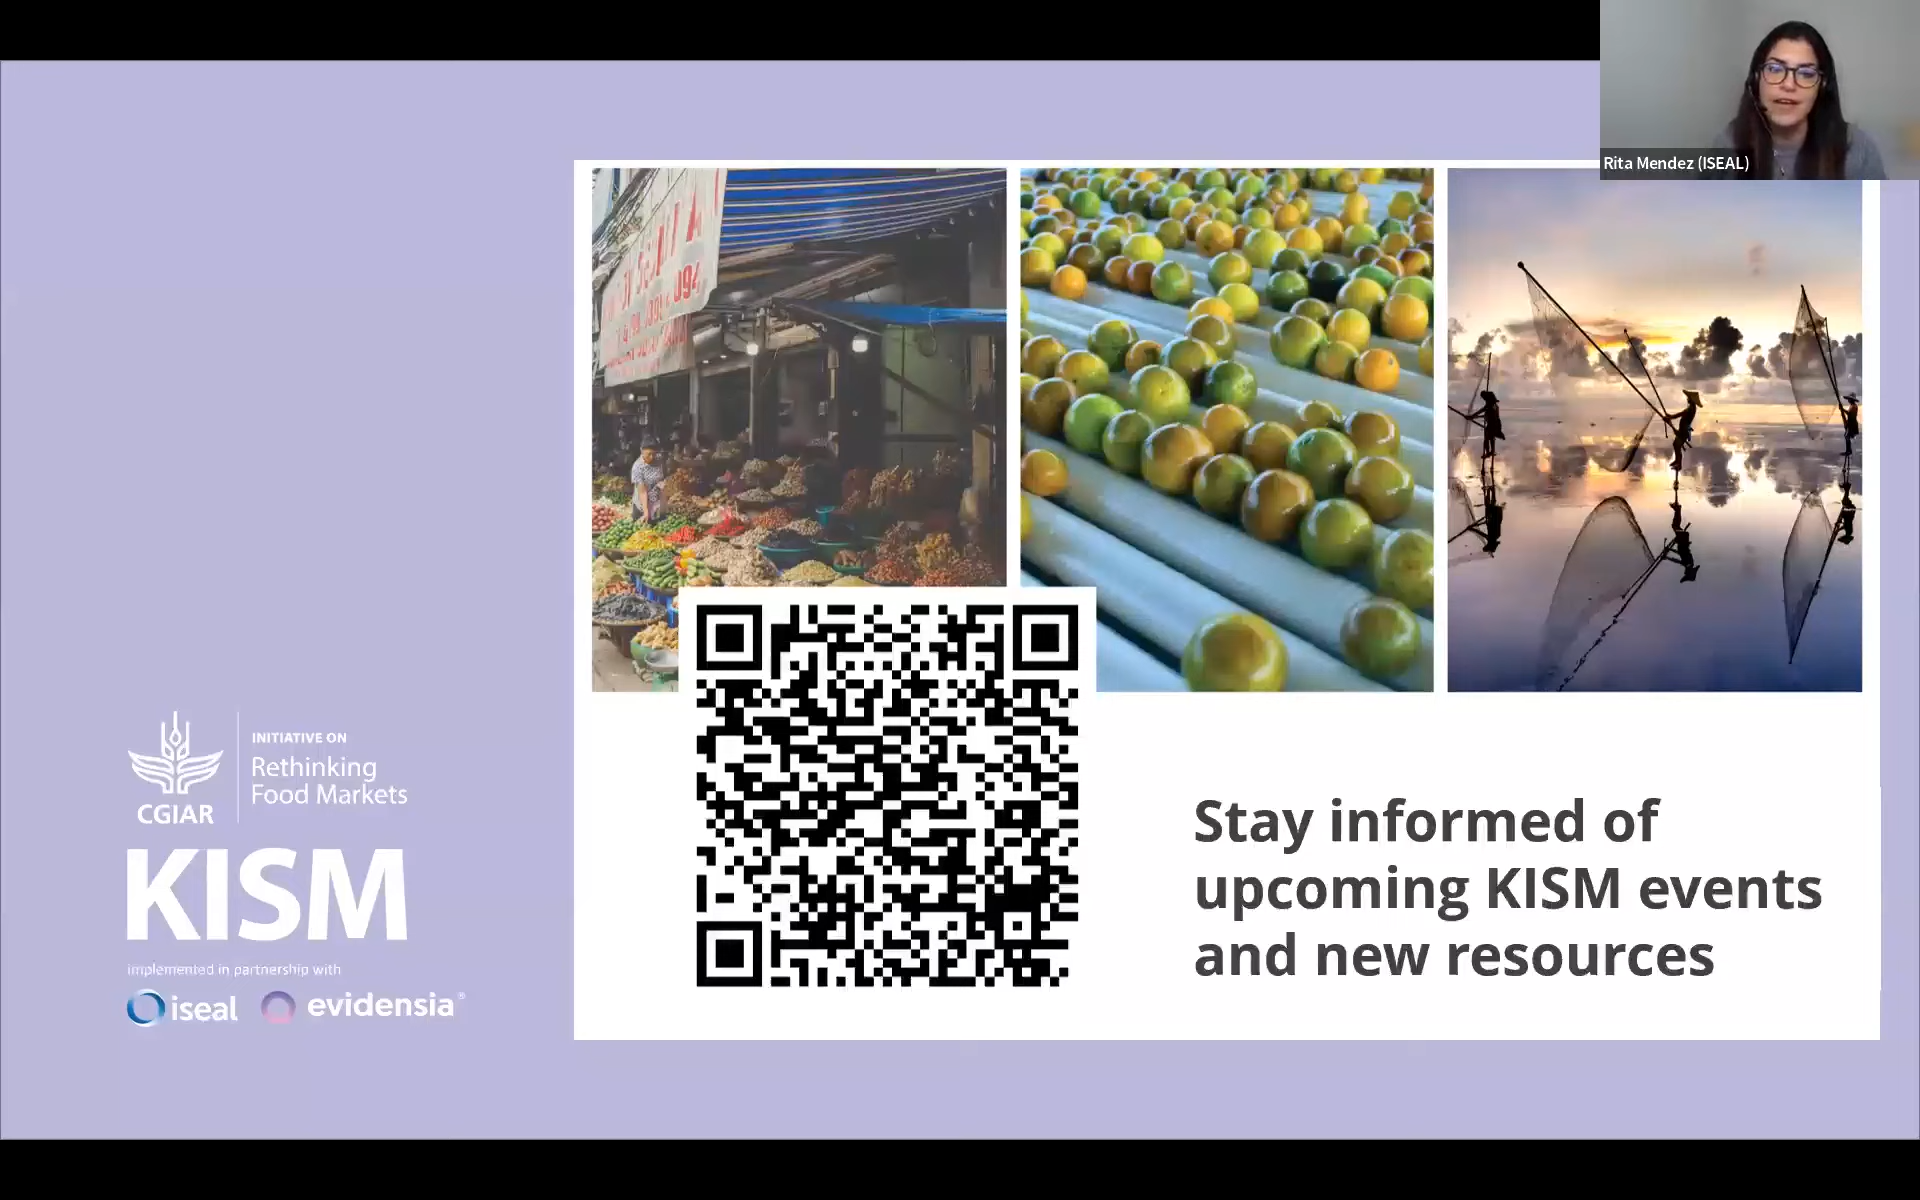 Rita Mendez (ISEAL)
INITIATIVE ON
Rethinking
Food Markets
CGIAR
KISM
implemented in partnership with
iseal
evidensia®
Stay informed of
upcoming KISM events
and new resources